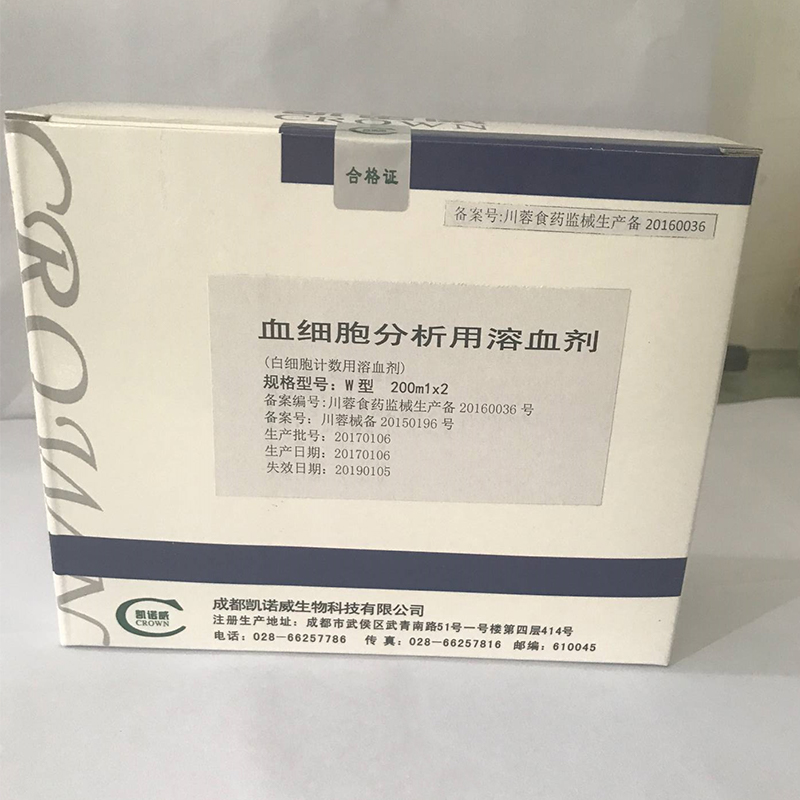 CROWN
合格证
备案号:川蓉食药监械生产备 20160036
CROWN
血细胞分析用溶血剂
(白细胞计数用溶血剂)
规格型号：W型 200m1x2
备案编号:川蓉食药监械生产备 20160036 号
备案号：川蓉械备 20150196 号
生产批号：20170106
生产日期：20170106
失效日期：20190105
凯诺威
CROWN
成都凯诺威生物科技有限公司
注册生产地址：成都市武侯区武青南路51号一号楼第四层414号
电话：028-66257786 传 真：028-66257816 邮编：610045